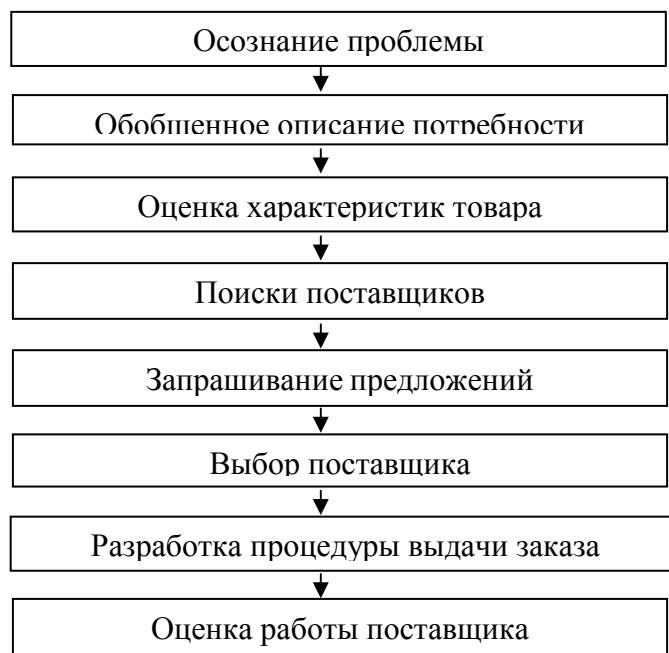 Осознание проблемы
Обобщенное описание потребности
Оценка характеристик товара
Поиски поставщиков
Запрашивание предложений
Выбор поставщика
Разработка процедуры выдачи заказа
Оценка работы поставщика